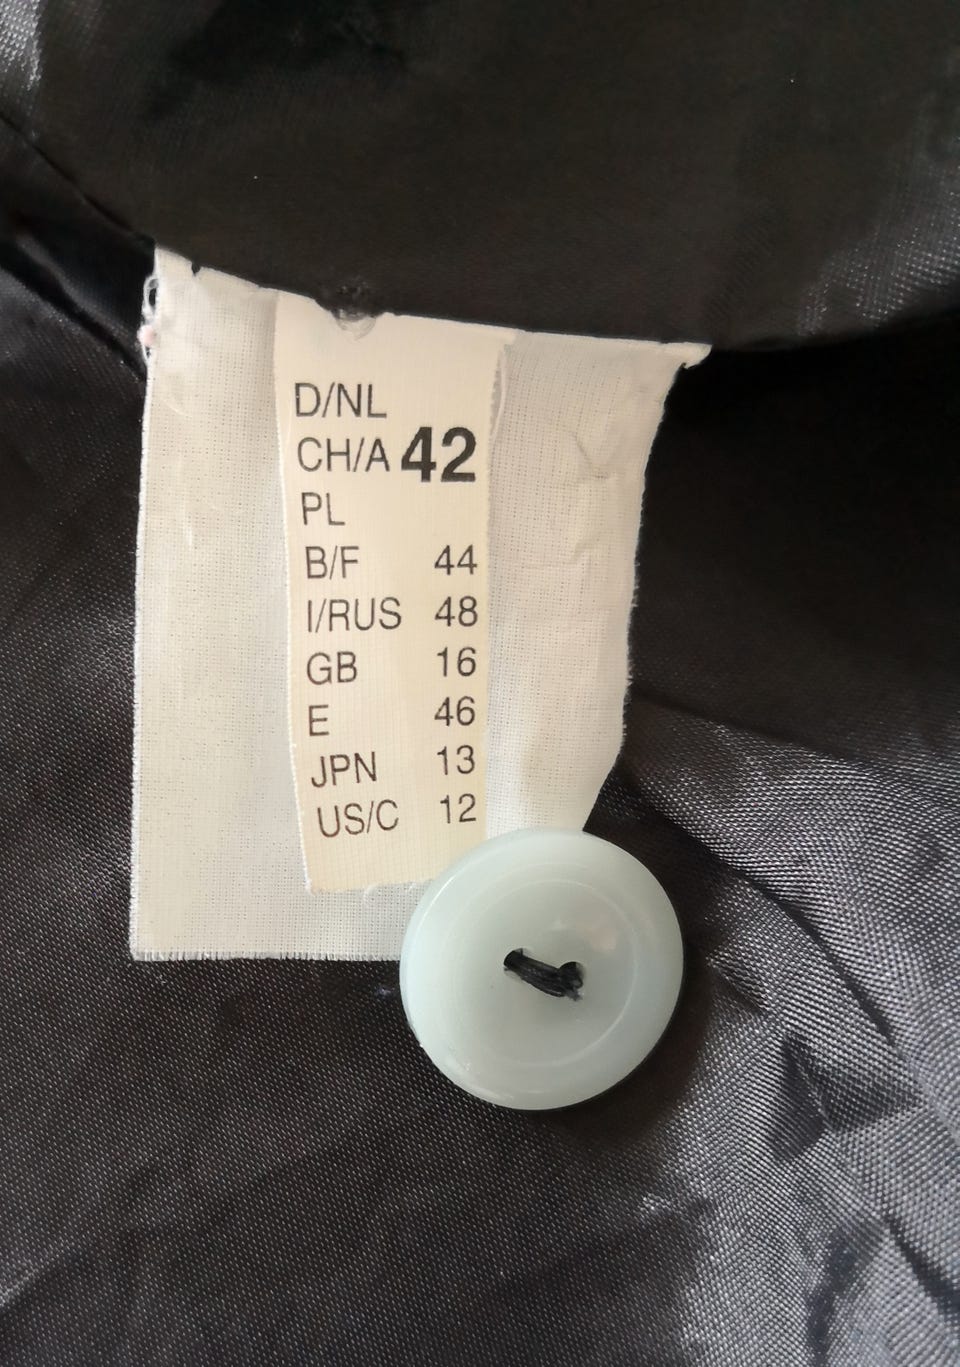 D/NL
CH/A 42
PL
B/F 44
I/RUS 48
GB 16
E 46
JPN 13
US/C 12